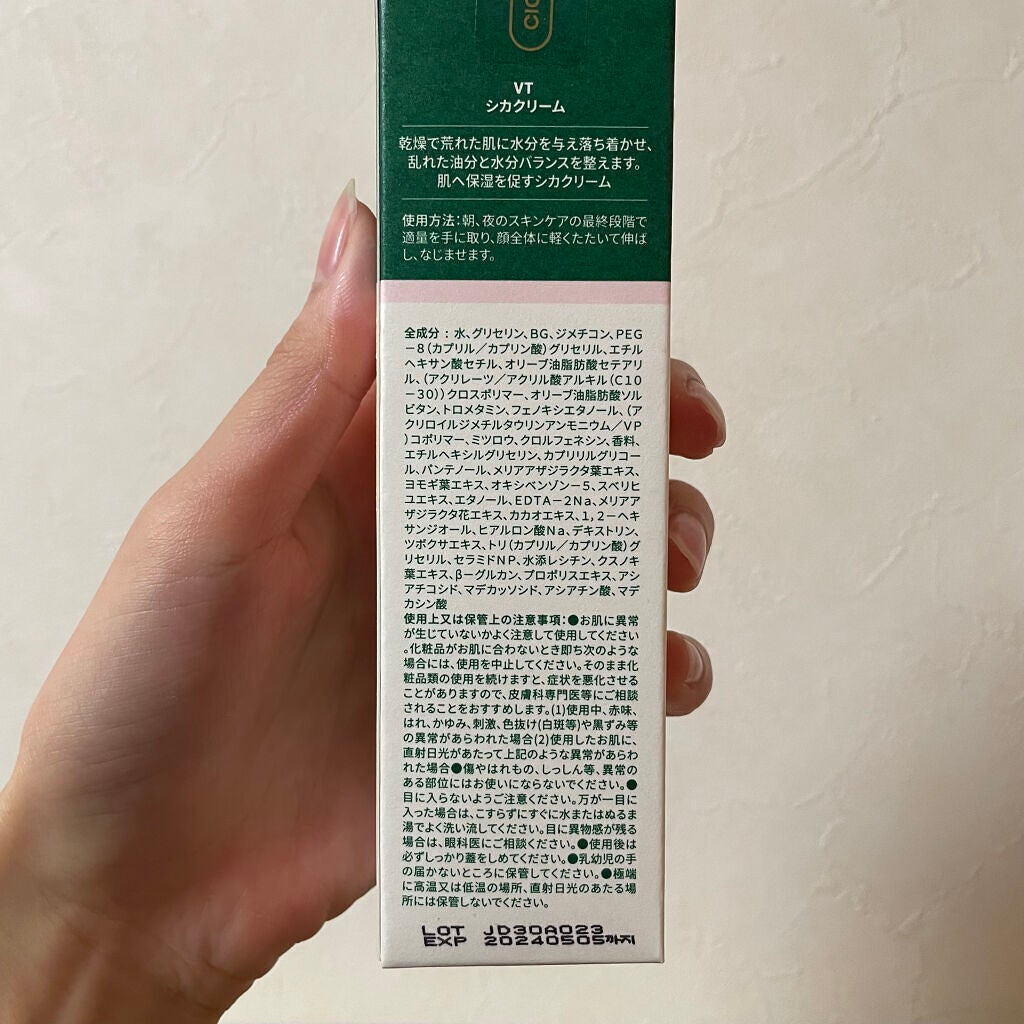 CIC
VT
シカクリーム
乾燥で荒れた肌に水分を与え落ち着かせ、
乱れた油分と水分バランスを整えます。
肌へ保湿を促すシカクリーム
使用方法:朝、夜のスキンケアの最終段階で
適量を手に取り、顔全体に軽くたたいて伸ば
し、なじませます。
全成分 : 水、グリセリン、BG、ジメチコン、PEG
-8(カプリル/カプリン酸)グリセリル、エチル
ヘキサン酸セチル、オリーブ油脂肪酸セテアリ
ル、(アクリレーツ/アクリル酸アルキル(C10
-30))クロスポリマー、オリーブ油脂肪酸ソル
ビタン、トロメタミン、フェノキシエタノール、(ア
クリロイルジメチルタウリンアンモニウム/VP
)コポリマー、ミツロウ、クロルフェネシン、香料、
エチルヘキシルグリセリン、カプリリルグリコー
ル、パンテノール、メリアアザジラクタ葉エキス、
ヨモギ葉エキス、オキシベンゾン-5、スベリヒ
ユエキス、エタノール、EDTA-2Na、メリアア
ザジラクタ花エキス、カカオエキス、1,2-ヘキ
サンジオール、ヒアルロン酸Na、デキストリン、
ツボクサエキス、トリ(カプリル/カプリン酸)グ
リセリル、セラミドNP、水添レシチン、クスノキ
葉エキス、β-グルカン、プロポリスエキス、アシ
アチコシド、マデカッソシド、アシアチン酸、マデ
カシン酸
使用上又は保管上の注意事項:●お肌に異常
が生じていないかよく注意して使用してください
。化粧品がお肌に合わないとき即ち次のような
場合には、使用を中止してください。そのまま化
粧品類の使用を続けますと、症状を悪化させる
ことがありますので、皮膚科専門医等にご相談
されることをおすすめします。(1)使用中、赤味、
はれ、かゆみ、刺激、色抜け(白斑等)や黒ずみ等
の異常があらわれた場合(2)使用したお肌に、
直射日光があたって上記のような異常があらわ
れた場合●傷やはれもの、しっしん等、異常の
ある部位にはお使いにならないでください。●
目に入らないようご注意ください。万が一目に
入った場合は、こすらずにすぐに水またはぬるま
湯でよく洗い流してください。目に異物感が残る
場合は、眼科医にご相談ください。●使用後は
必ずしっかり蓋をしめてください。●乳幼児の手
の届かないところに保管してください。●極端
に高温又は低温の場所、直射日光のあたる場
所には保管しないでください。
LOT JD30A023
EXP 20240505까지